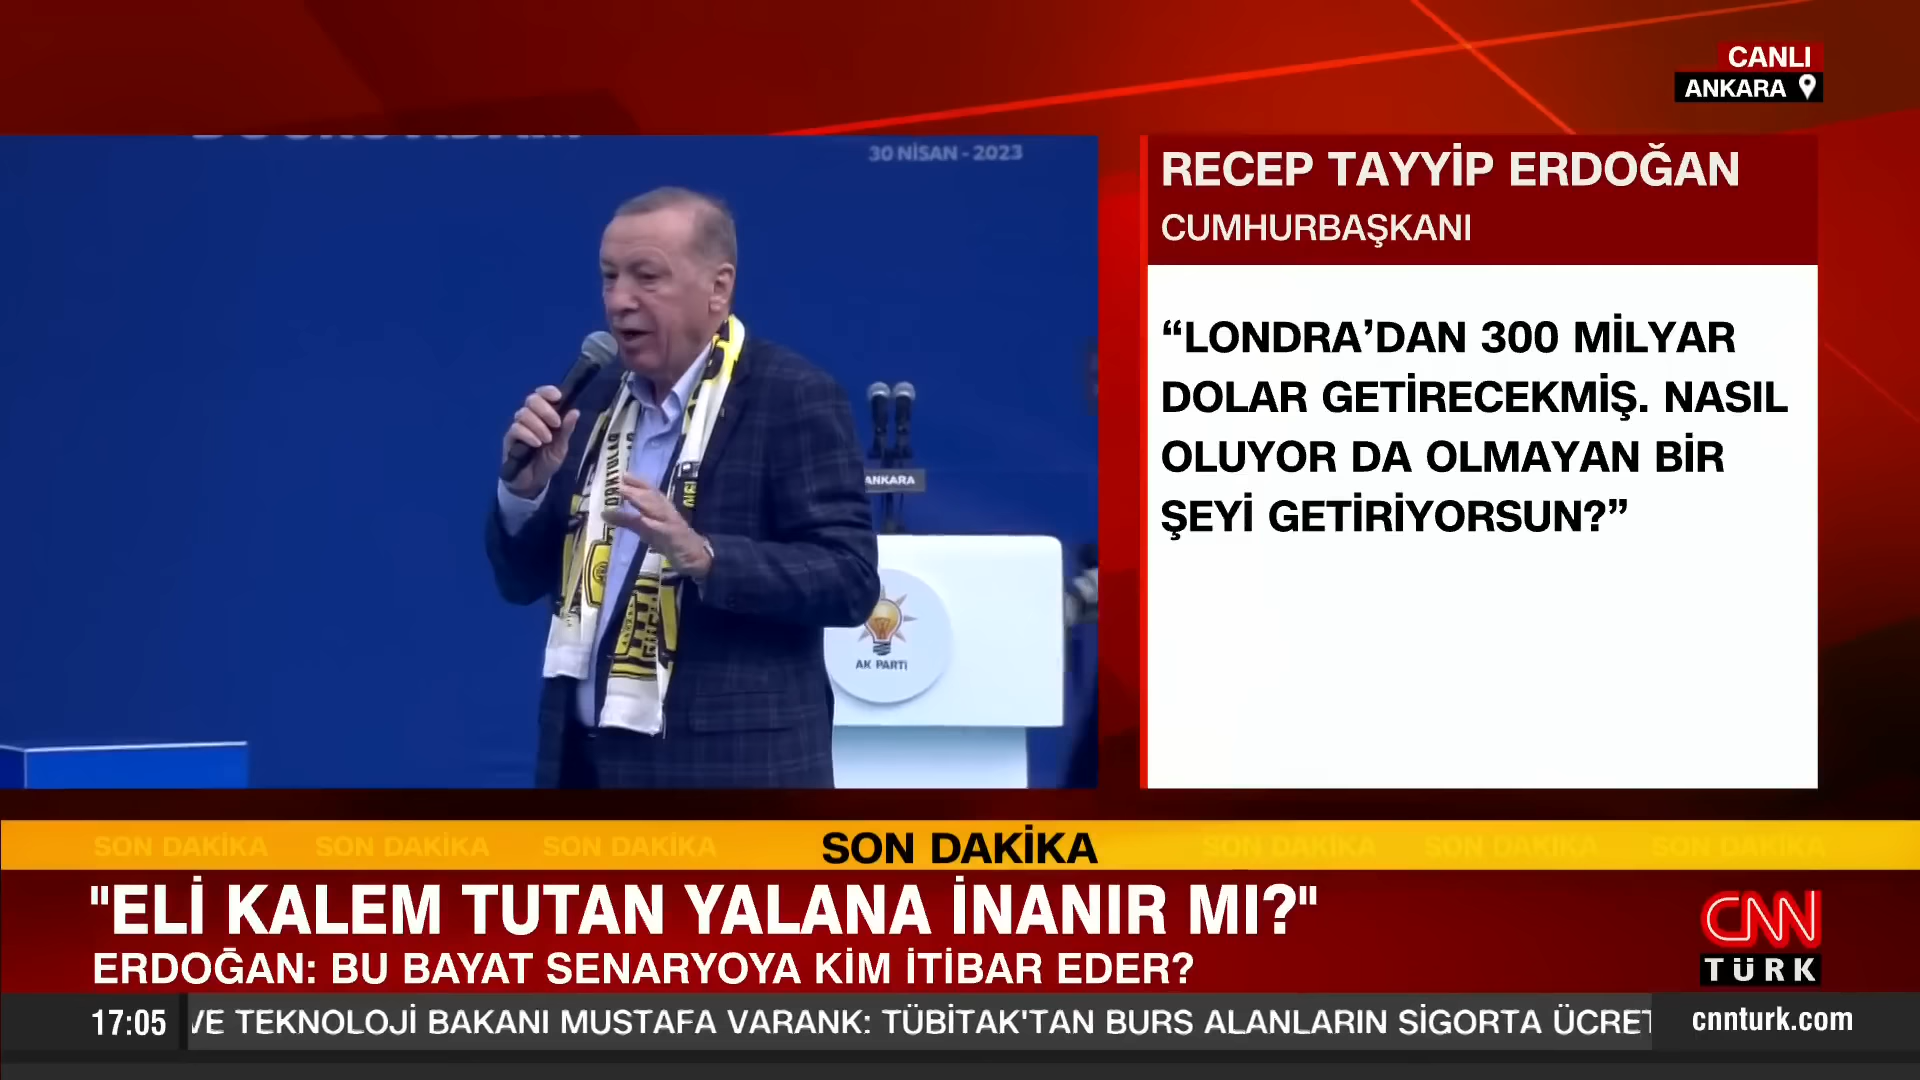 CANLI
ANKARA
30 NİSAN - 2023
RECEP TAYYİP ERDOĞAN
CUMHURBAŞKANI
“LONDRA’DAN 300 MİLYAR
DOLAR GETİRECEKMİŞ. NASIL
OLUYOR DA OLMAYAN BİR
ŞEYİ GETİRİYORSUN?”
ANKARA
AK PARTİ
SON DAKİKA SON DAKİKA SON DAKİKA SON DAKİKA SON DAKİKA SON DAKİKA SON DAKİKA
"ELİ KALEM TUTAN YALANA İNANIR MI?"
ERDOĞAN: BU BAYAT SENARYOYA KİM İTİBAR EDER?
CNN
TÜRK
17:05 VE TEKNOLOJİ BAKANI MUSTAFA VARANK: TÜBİTAK'TAN BURS ALANLARIN SİGORTA ÜCRET cnnturk.com